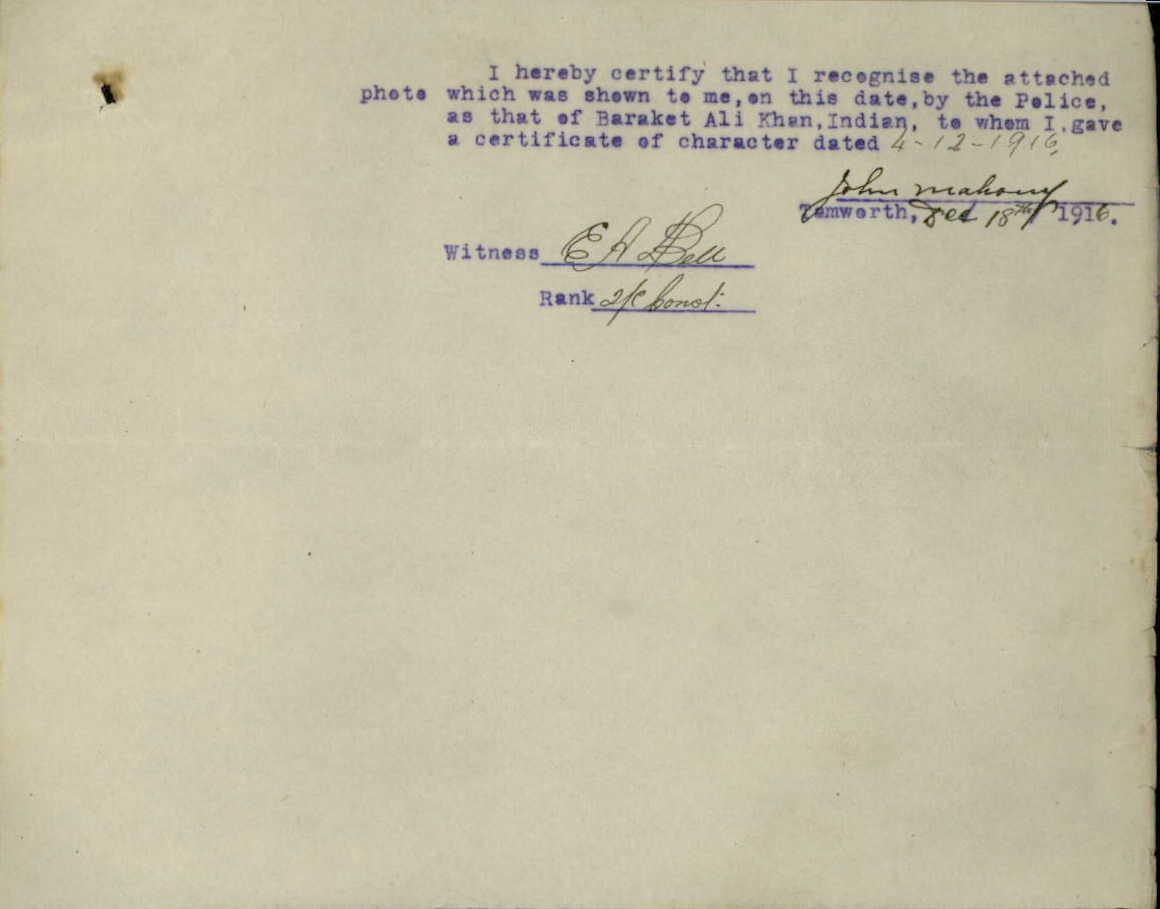 I hereby certify that I recognise the attached
photo which was shown to me,on this date,by the Police,
as that of Baraket Ali Khan,Indian, to whom I.gave
a certificate of character dated 4-12-1916,
John Mahony
Tamworth, Dec 18th 1916.
Witness E A Bell
Rank 2/c Const: